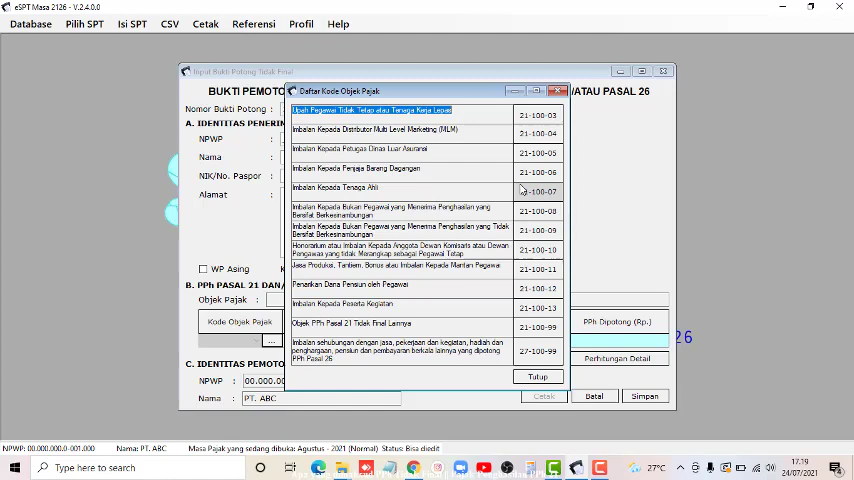 eSPT Masa 2126 - V.2.4.0.0
Database Pilih SPT Isi SPT CSV Cetak Referensi Profil Help
Input Bukti Potong Tidak Final
BUKTI PEMOTO
/ATAU PASAL 26
Nomor Bukti Potong :
A. IDENTITAS PENERIM
NPWP :
Nama :
NIK/No. Paspor :
Alamat :
WP Asing
B. PPh PASAL 21 DAN/
Objek Pajak :
Kode Objek Pajak
...
PPh Dipotong (Rp.)
26
Perhitungan Detail
C. IDENTITAS PEMOTO
NPWP : 00.000.00
Nama : PT. ABC
Cetak Batal Simpan
Daftar Kode Objek Pajak
Upah Pegawai Tidak Tetap atau Tenaga Kerja Lepas 21-100-03
Imbalan Kepada Distributor Multi Level Marketing (MLM) 21-100-04
Imbalan Kepada Petugas Dinas Luar Asuransi 21-100-05
Imbalan Kepada Penjaja Barang Dagangan 21-100-06
Imbalan Kepada Tenaga Ahli 21-100-07
Imbalan Kepada Bukan Pegawai yang Menerima Penghasilan yang
Bersifat Berkesinambungan 21-100-08
Imbalan Kepada Bukan Pegawai yang Menerima Penghasilan yang Tidak
Bersifat Berkesinambungan 21-100-09
Honorarium atau Imbalan Kepada Anggota Dewan Komisaris atau Dewan
Pengawas yang tidak Merangkap sebagai Pegawai Tetap 21-100-10
Jasa Produksi, Tantiem, Bonus atau Imbalan Kepada Mantan Pegawai 21-100-11
Penarikan Dana Pensiun oleh Pegawai 21-100-12
Imbalan Kepada Peserta Kegiatan 21-100-13
Objek PPh Pasal 21 Tidak Final Lainnya 21-100-99
Imbalan sehubungan dengan jasa, pekerjaan dan kegiatan, hadiah dan
penghargaan, pensiun dan pembayaran berkala lainnya yang dipotong
PPh Pasal 26 27-100-99
Tutup
NPWP: 00.000.000.0-001.000 Nama: PT. ABC Masa Pajak yang sedang dibuka: Agustus - 2021 (Normal) Status: Bisa diedit
Type here to search
27°C
17.19
24/07/2021